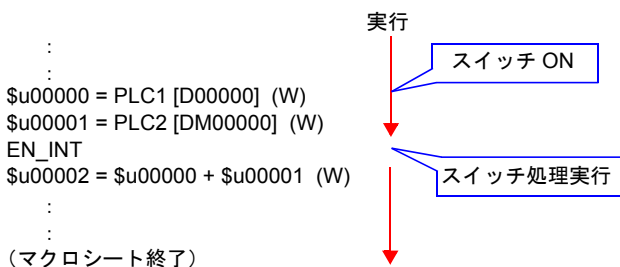 実行
スイッチ ON
:
:
$u00000 = PLC1 [D00000] (W)
$u00001 = PLC2 [DM00000] (W)
EN_INT
$u00002 = $u00000 + $u00001 (W)
スイッチ処理実行
:
:
(マクロシート終了)